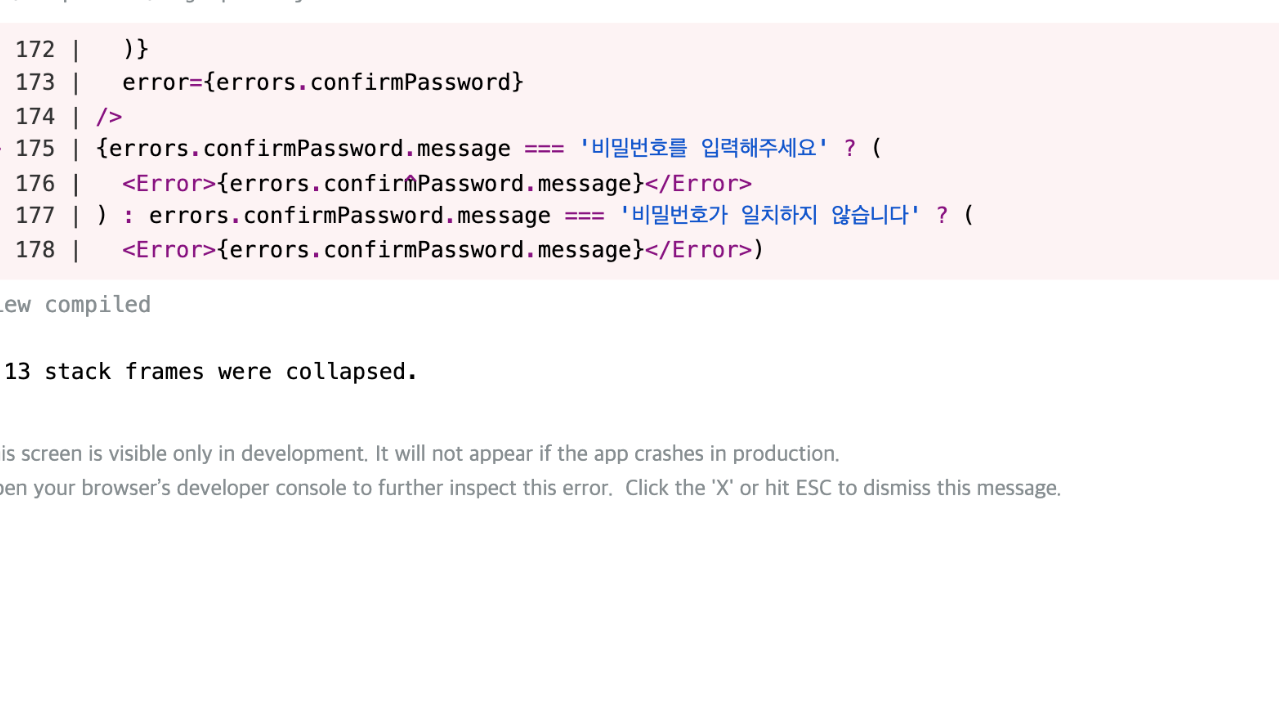 172 |   )}
173 |   error={errors.confirmPassword}
174 | />
175 | {errors.confirmPassword.message === '비밀번호를 입력해주세요' ? (
    |                        ^
176 |   <Error>{errors.confirmPassword.message}</Error>
177 | ) : errors.confirmPassword.message === '비밀번호가 일치하지 않습니다' ? (
178 |   <Error>{errors.confirmPassword.message}</Error>)
iew compiled
13 stack frames were collapsed.
is screen is visible only in development. It will not appear if the app crashes in production.
pen your browser’s developer console to further inspect this error.  Click the 'X' or hit ESC to dismiss this message.